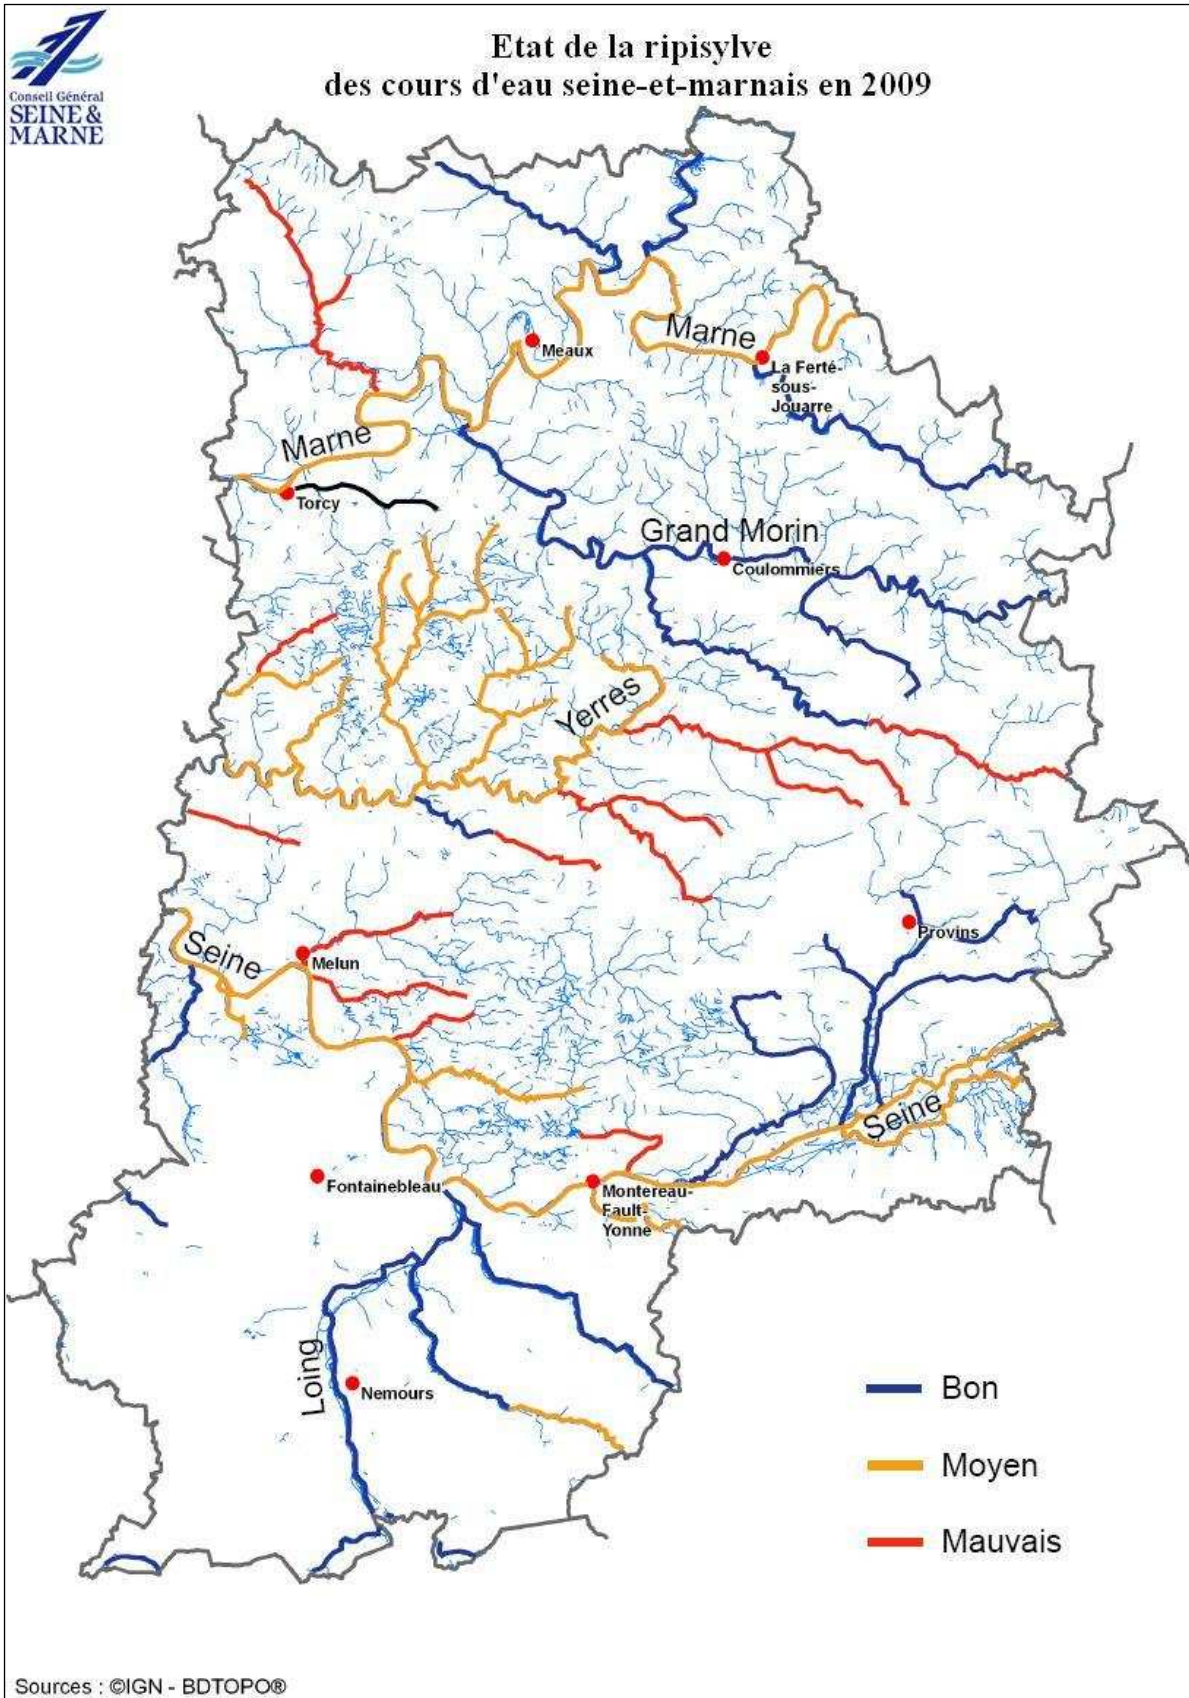 Conseil Général
SEINE &
MARNE
Etat de la ripisylve
des cours d'eau seine-et-marnais en 2009
Meaux
Marne
La Ferté-
sous-
Jouarre
Marne
Torcy
Grand Morin
Coulommiers
Yerres
Seine
Melun
Provins
Seine
Fontainebleau
Montereau-
Fault-
Yonne
Loing
Nemours
Bon
Moyen
Mauvais
Sources : ©IGN - BDTOPO®